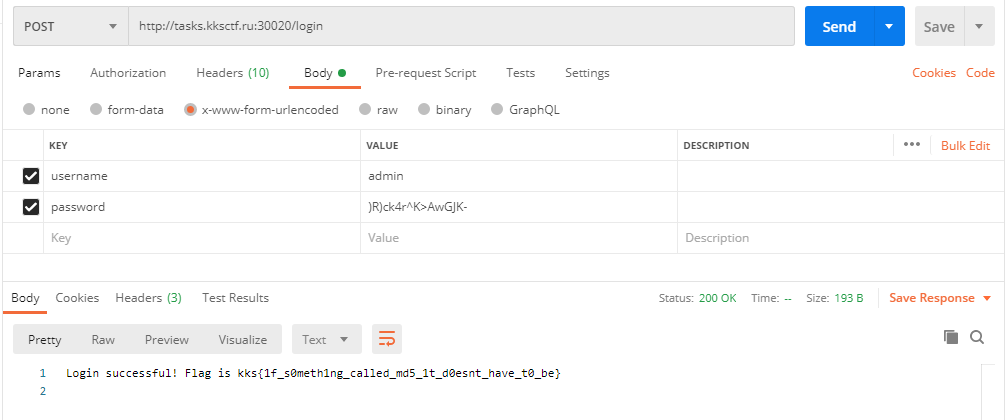 POST http://tasks.kksctf.ru:30020/login Send Save
Params Authorization Headers (10) Body Pre-request Script Tests Settings Cookies Code
none form-data x-www-form-urlencoded raw binary GraphQL
KEY VALUE DESCRIPTION ••• Bulk Edit
username admin
password )R)ck4r^K>AwGJK-
Key Value Description
Body Cookies Headers (3) Test Results Status: 200 OK Time: -- Size: 193 B Save Response
Pretty Raw Preview Visualize Text
1 Login successful! Flag is kks{1f_s0meth1ng_called_md5_1t_d0esnt_have_t0_be}
2